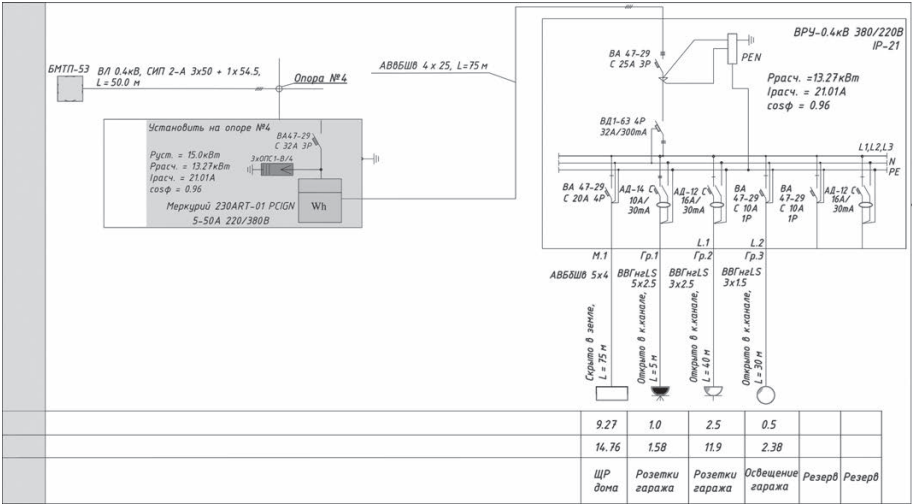 БМТП-53
ВЛ 0.4кВ, СИП 2-А 3х50 + 1х54.5,
L = 50.0 м
Опора №4
АВвБШв 4 х 25, L=75 м
Установить на опоре №4
ВА47-29
С 32А 3Р
3хОПС1-В/4
Руст. = 15.0кВт
Ррасч. = 13.27кВт
Iрасч. = 21.01А
cosφ = 0.96
Wh
Меркурий 230ART-01 PCIGN
5-50А 220/380В
ВРУ-0.4кВ 380/220В
IP-21
ВА 47-29
С 25А 3Р
PEN
Ррасч. =13.27кВт
Iрасч. = 21.01А
cosφ = 0.96
ВД1-63 4Р
32А/300mA
L1,L2,L3
N
PE
ВА 47-29
С 20А 4Р
АД-14 С
10А/
30mA
АД-12 С
16А/
30mA
ВА
47-29
С 10А
1Р
ВА
47-29
С 10А
1Р
АД-12 С
16А/
30mA
L.1
L.2
М.1
Гр.1
Гр.2
Гр.3
АВБбШв 5х4
ВВГнгLS
5х2.5
ВВГнгLS
3х2.5
ВВГнгLS
3х1.5
Скрыто в земле,
L = 75 м
Открыто в к.канале,
L = 5 м
Открыто в к.канале,
L = 40 м
Открыто в к.канале,
L = 30 м
9.27 1.0 2.5 0.5
14.76 1.58 11.9 2.38
ЩР
дома
Розетки
гаража
Розетки
гаража
Освещение
гаража
Резерв
Резерв